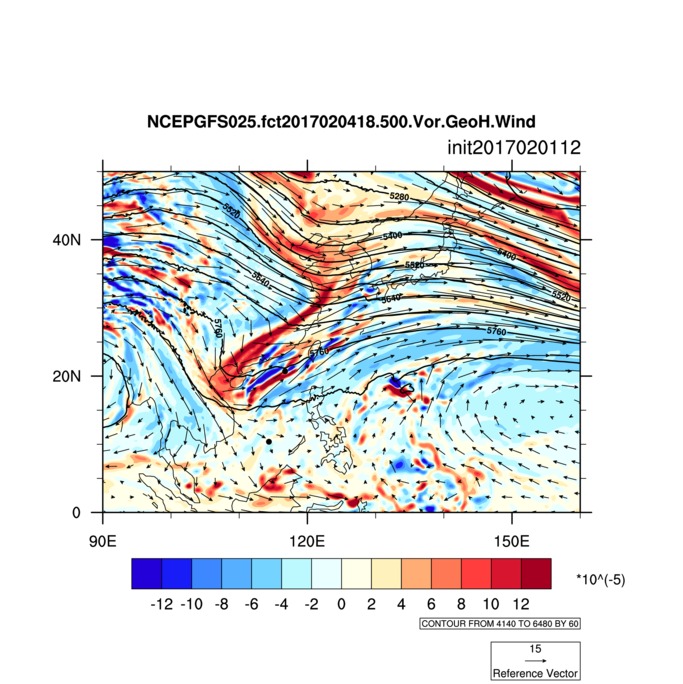 NCEPGFS025.fct2017020418.500.Vor.GeoH.Wind
init2017020112
5280
5520
5400
5400
5520
5640
5640
5520
5760
5760
5760
40N
20N
0
90E 120E 150E
-12 -10 -8 -6 -4 -2 0 2 4 6 8 10 12
*10^(-5)
CONTOUR FROM 4140 TO 6480 BY 60
15
Reference Vector